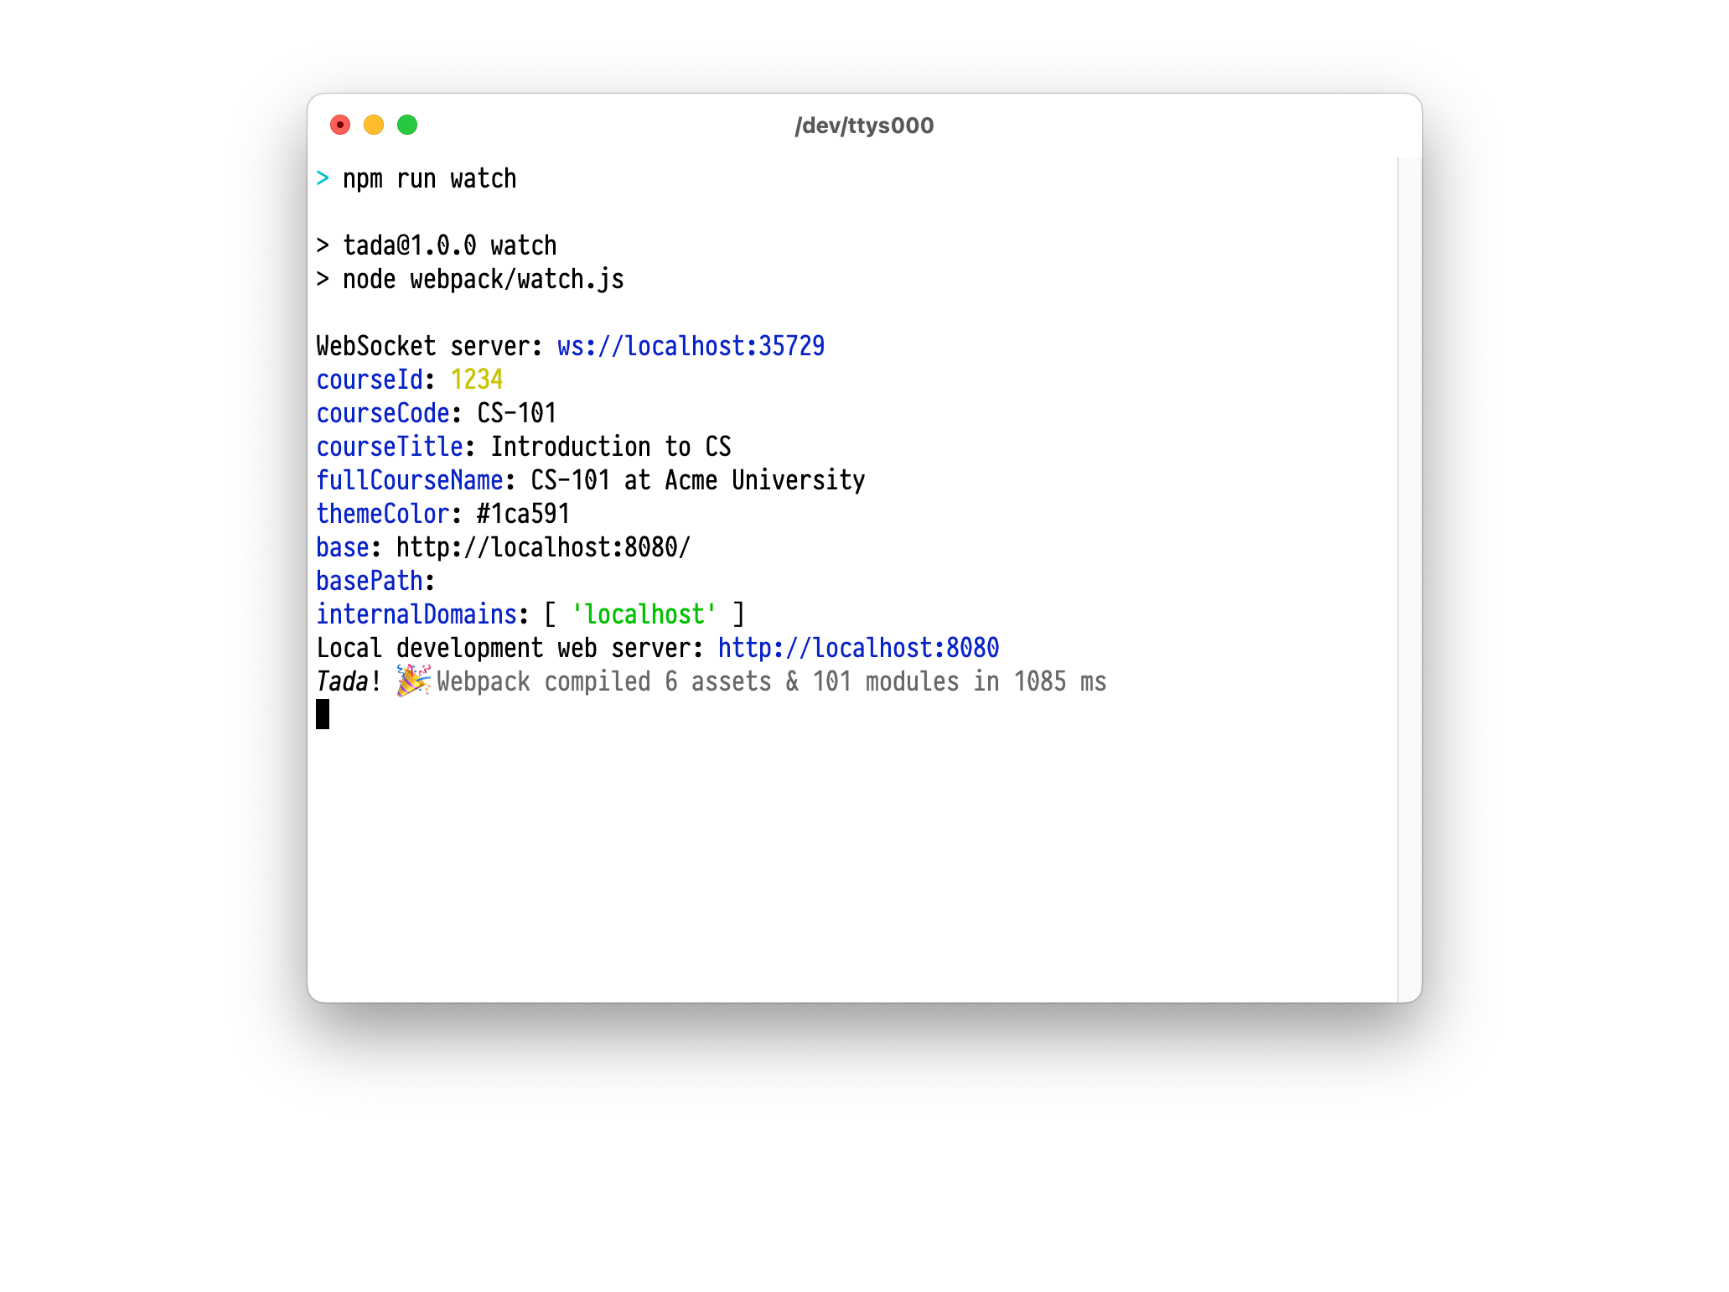 /dev/ttys000
> npm run watch
> tada@1.0.0 watch
> node webpack/watch.js
WebSocket server: ws://localhost:35729
courseId: 1234
courseCode: CS-101
courseTitle: Introduction to CS
fullCourseName: CS-101 at Acme University
themeColor: #1ca591
base: http://localhost:8080/
basePath:
internalDomains: [ 'localhost' ]
Local development web server: http://localhost:8080
Tada! 🎉 Webpack compiled 6 assets & 101 modules in 1085 ms